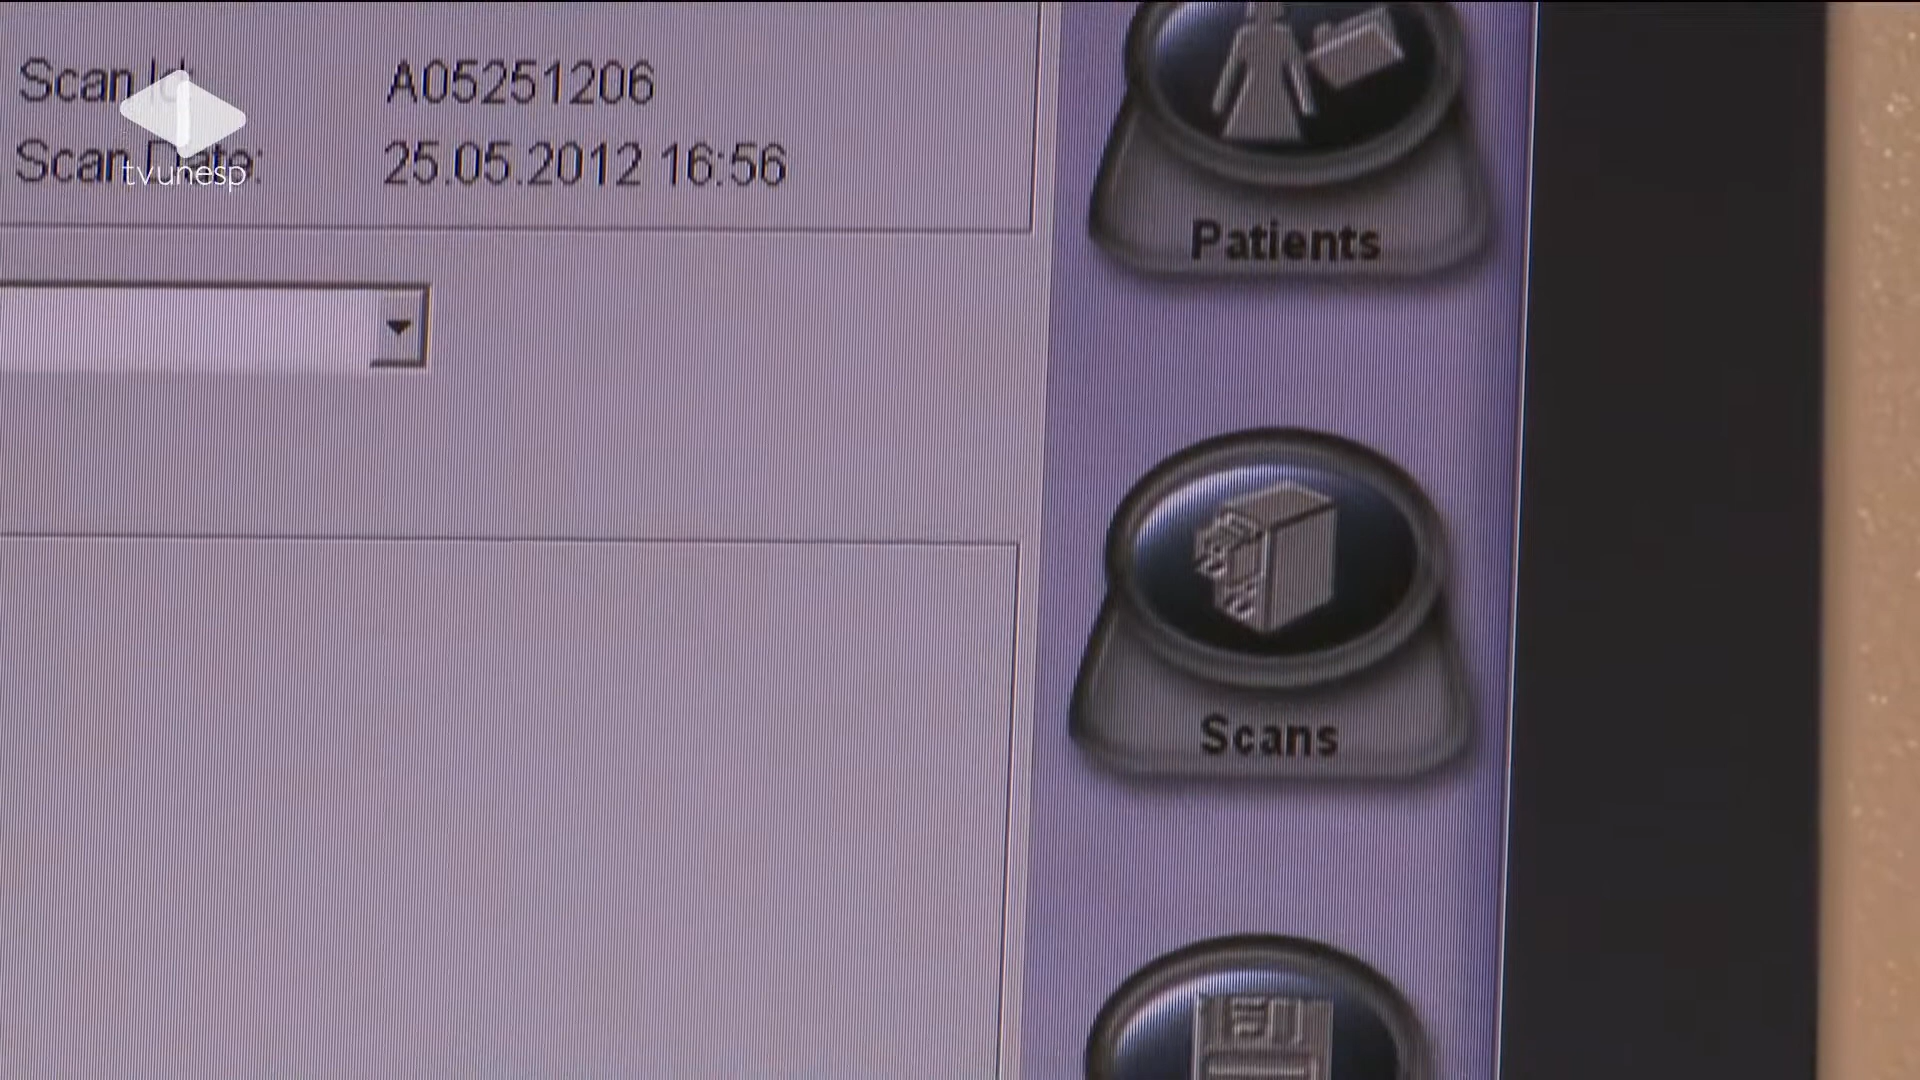 Scan Id: A05251206
Scan Date: 25.05.2012 16:56
tvunesp
Patients
Scans